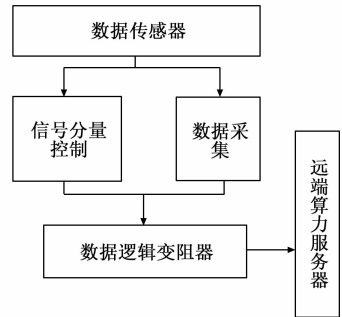 数据传感器
信号分量
控制
数据采
集
数据逻辑变阻器
远端算力服务器